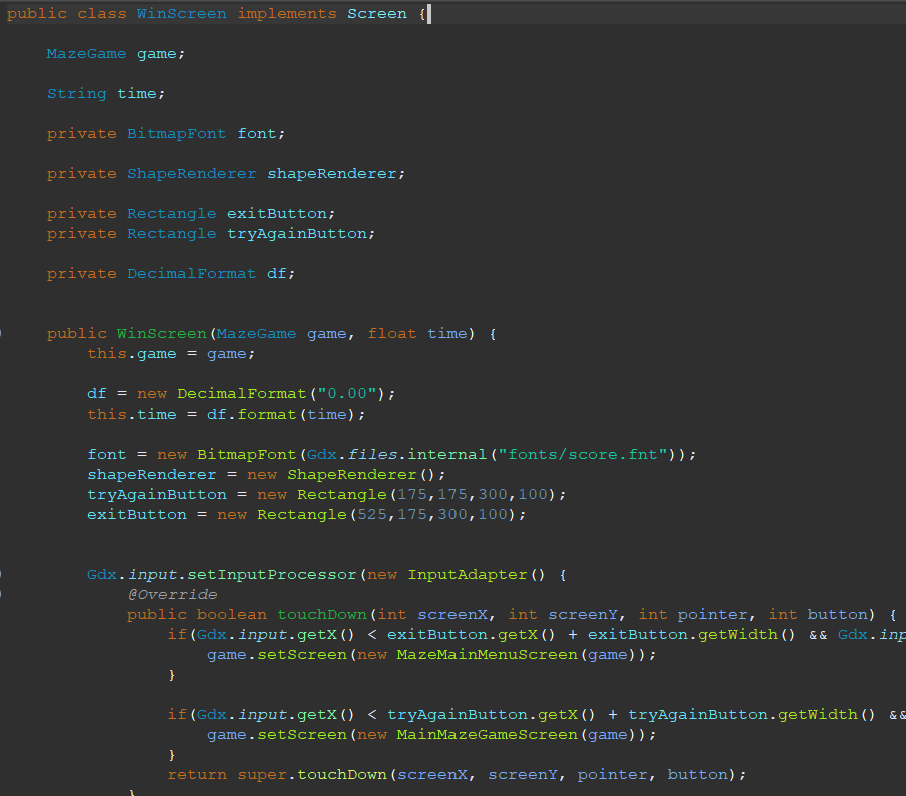 public class WinScreen implements Screen {
MazeGame game;
String time;
private BitmapFont font;
private ShapeRenderer shapeRenderer;
private Rectangle exitButton;
private Rectangle tryAgainButton;
private DecimalFormat df;
public WinScreen(MazeGame game, float time) {
this.game = game;
df = new DecimalFormat("0.00");
this.time = df.format(time);
font = new BitmapFont(Gdx.files.internal("fonts/score.fnt"));
shapeRenderer = new ShapeRenderer();
tryAgainButton = new Rectangle(175,175,300,100);
exitButton = new Rectangle(525,175,300,100);
Gdx.input.setInputProcessor(new InputAdapter() {
@Override
public boolean touchDown(int screenX, int screenY, int pointer, int button) {
if(Gdx.input.getX() < exitButton.getX() + exitButton.getWidth() && Gdx.inp
game.setScreen(new MazeMainMenuScreen(game));
}
if(Gdx.input.getX() < tryAgainButton.getX() + tryAgainButton.getWidth() &&
game.setScreen(new MainMazeGameScreen(game));
}
return super.touchDown(screenX, screenY, pointer, button);
}